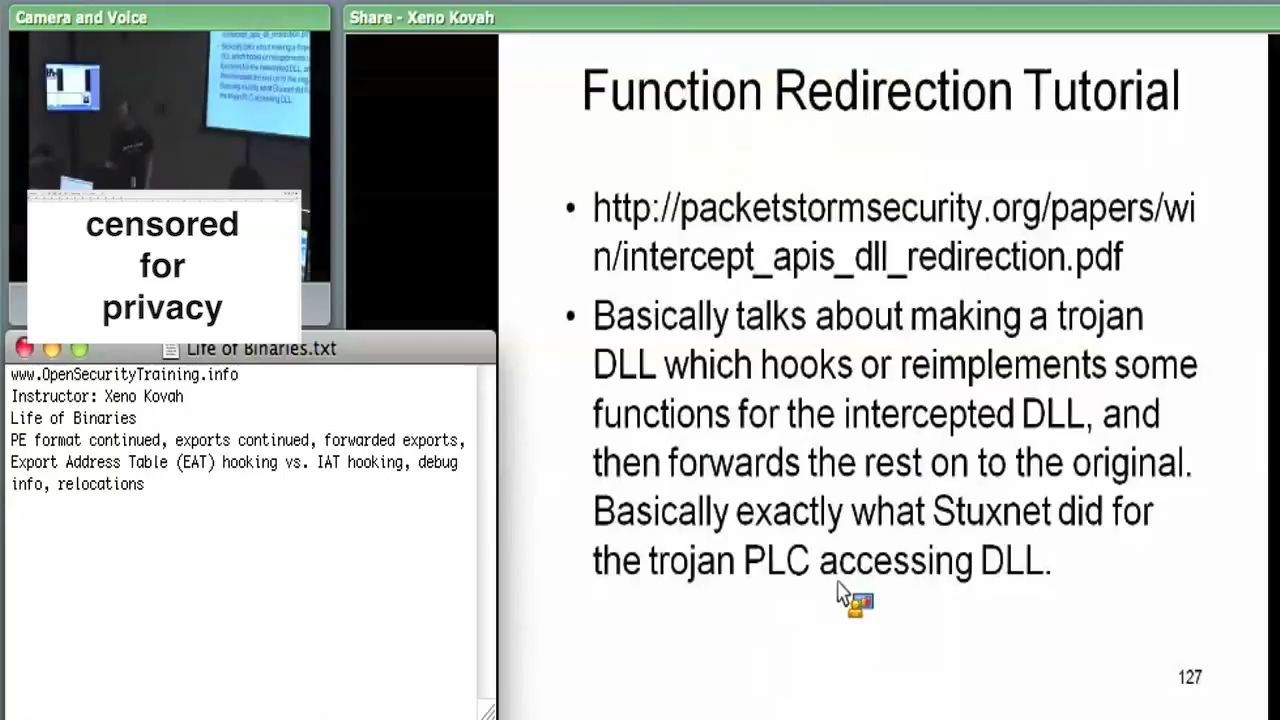 Camera and Voice
Share - Xeno Kovah
censored
for
privacy
Life of Binaries.txt
www.OpenSecurityTraining.info
Instructor: Xeno Kovah
Life of Binaries
PE format continued, exports continued, forwarded exports,
Export Address Table (EAT) hooking vs. IAT hooking, debug
info, relocations
Function Redirection Tutorial
• http://packetstormsecurity.org/papers/wi
n/intercept_apis_dll_redirection.pdf
• Basically talks about making a trojan
DLL which hooks or reimplements some
functions for the intercepted DLL, and
then forwards the rest on to the original.
Basically exactly what Stuxnet did for
the trojan PLC accessing DLL.
127